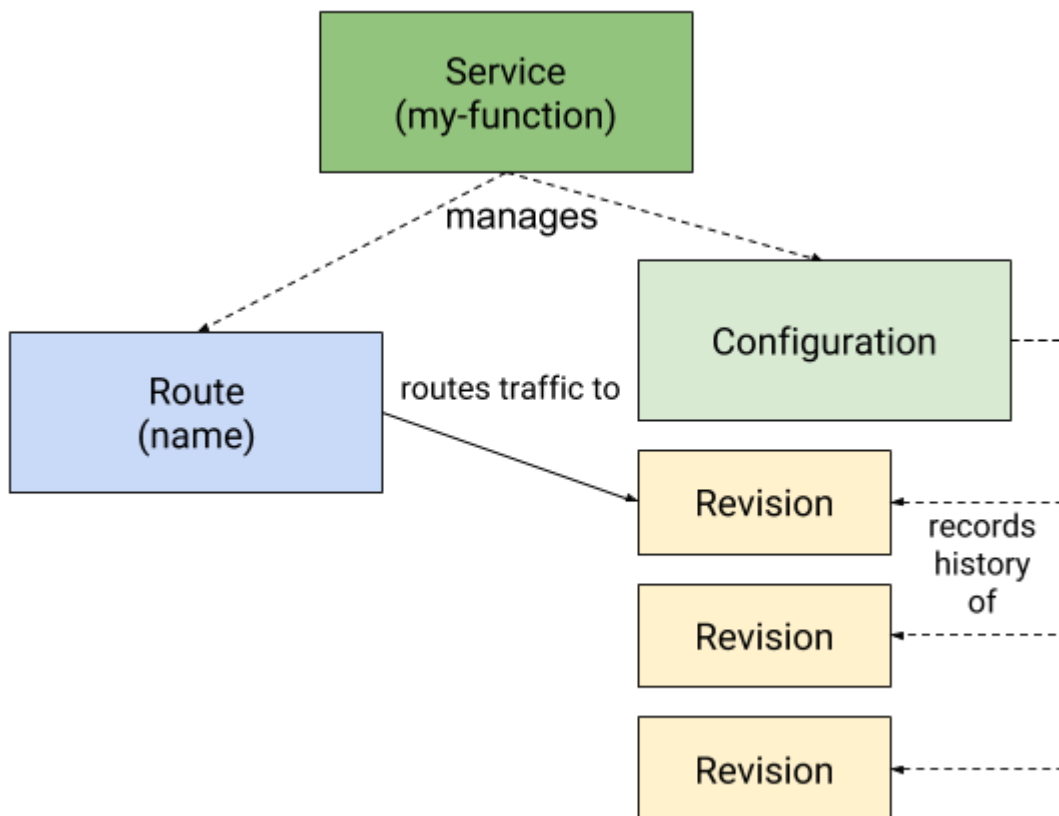 Service
(my-function)
manages
Configuration
Route
(name)
routes traffic to
Revision
records
history
of
Revision
Revision